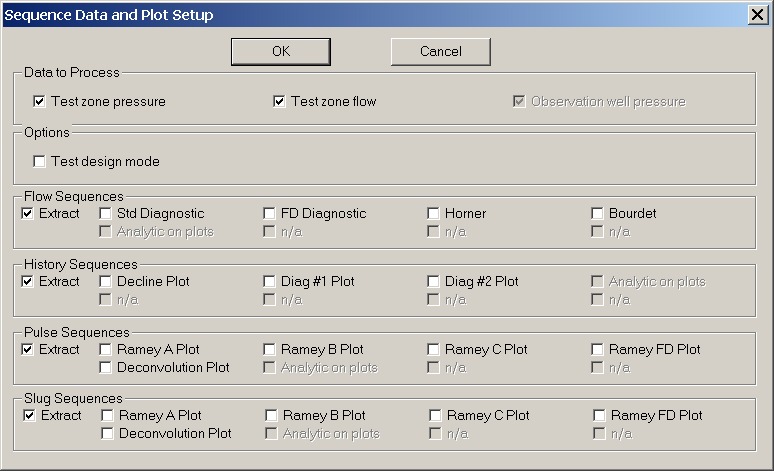 Sequence Data and Plot Setup
OK Cancel
Data to Process
Test zone pressure Test zone flow Observation well pressure
Options
Test design mode
Flow Sequences
Extract Std Diagnostic FD Diagnostic Horner Bourdet
Analytic on plots n/a n/a n/a
History Sequences
Extract Decline Plot Diag #1 Plot Diag #2 Plot Analytic on plots
n/a n/a n/a n/a
Pulse Sequences
Extract Ramey A Plot Ramey B Plot Ramey C Plot Ramey FD Plot
Deconvolution Plot Analytic on plots n/a n/a
Slug Sequences
Extract Ramey A Plot Ramey B Plot Ramey C Plot Ramey FD Plot
Deconvolution Plot Analytic on plots n/a n/a